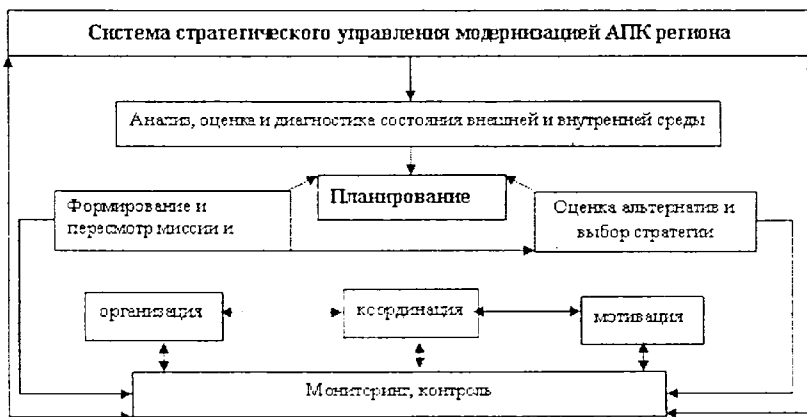 Система стратегического управления модернизацией АПК региона
Анализ, оценка и диагностика состояния внешней и внутренней среды
Планирование
Формирование и
пересмотр миссии и
Оценка альтернатив и
выбор стратегии
организация
координация
мотивация
Мониторинг, контроль